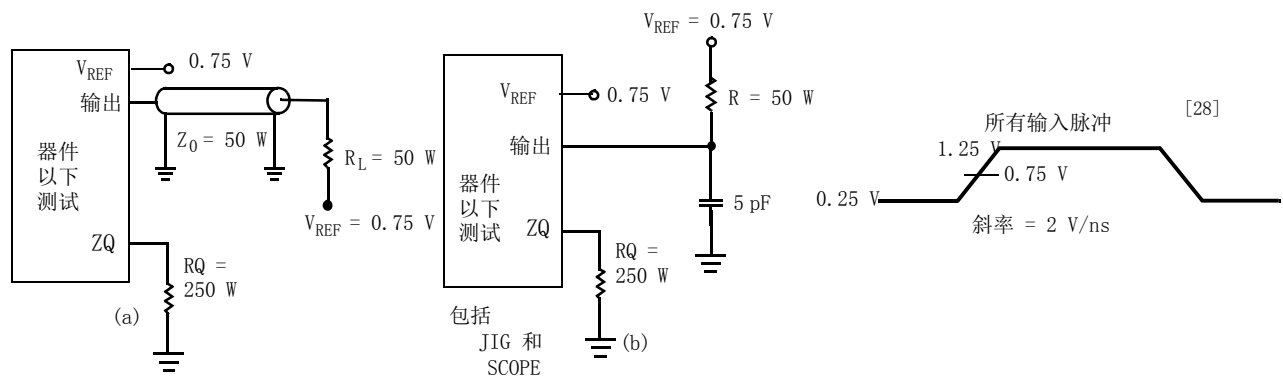 V_REF
0.75 V
输出
Z_0 = 50 W
器件
以下
测试
R_L = 50 W
V_REF = 0.75 V
ZQ
RQ =
250 W
(a)
V_REF = 0.75 V
V_REF
0.75 V
R = 50 W
输出
器件
以下
测试
5 pF
ZQ
RQ =
250 W
包括
JIG 和
SCOPE
(b)
[28]
所有输入脉冲
1.25 V
0.75 V
0.25 V
斜率 = 2 V/ns